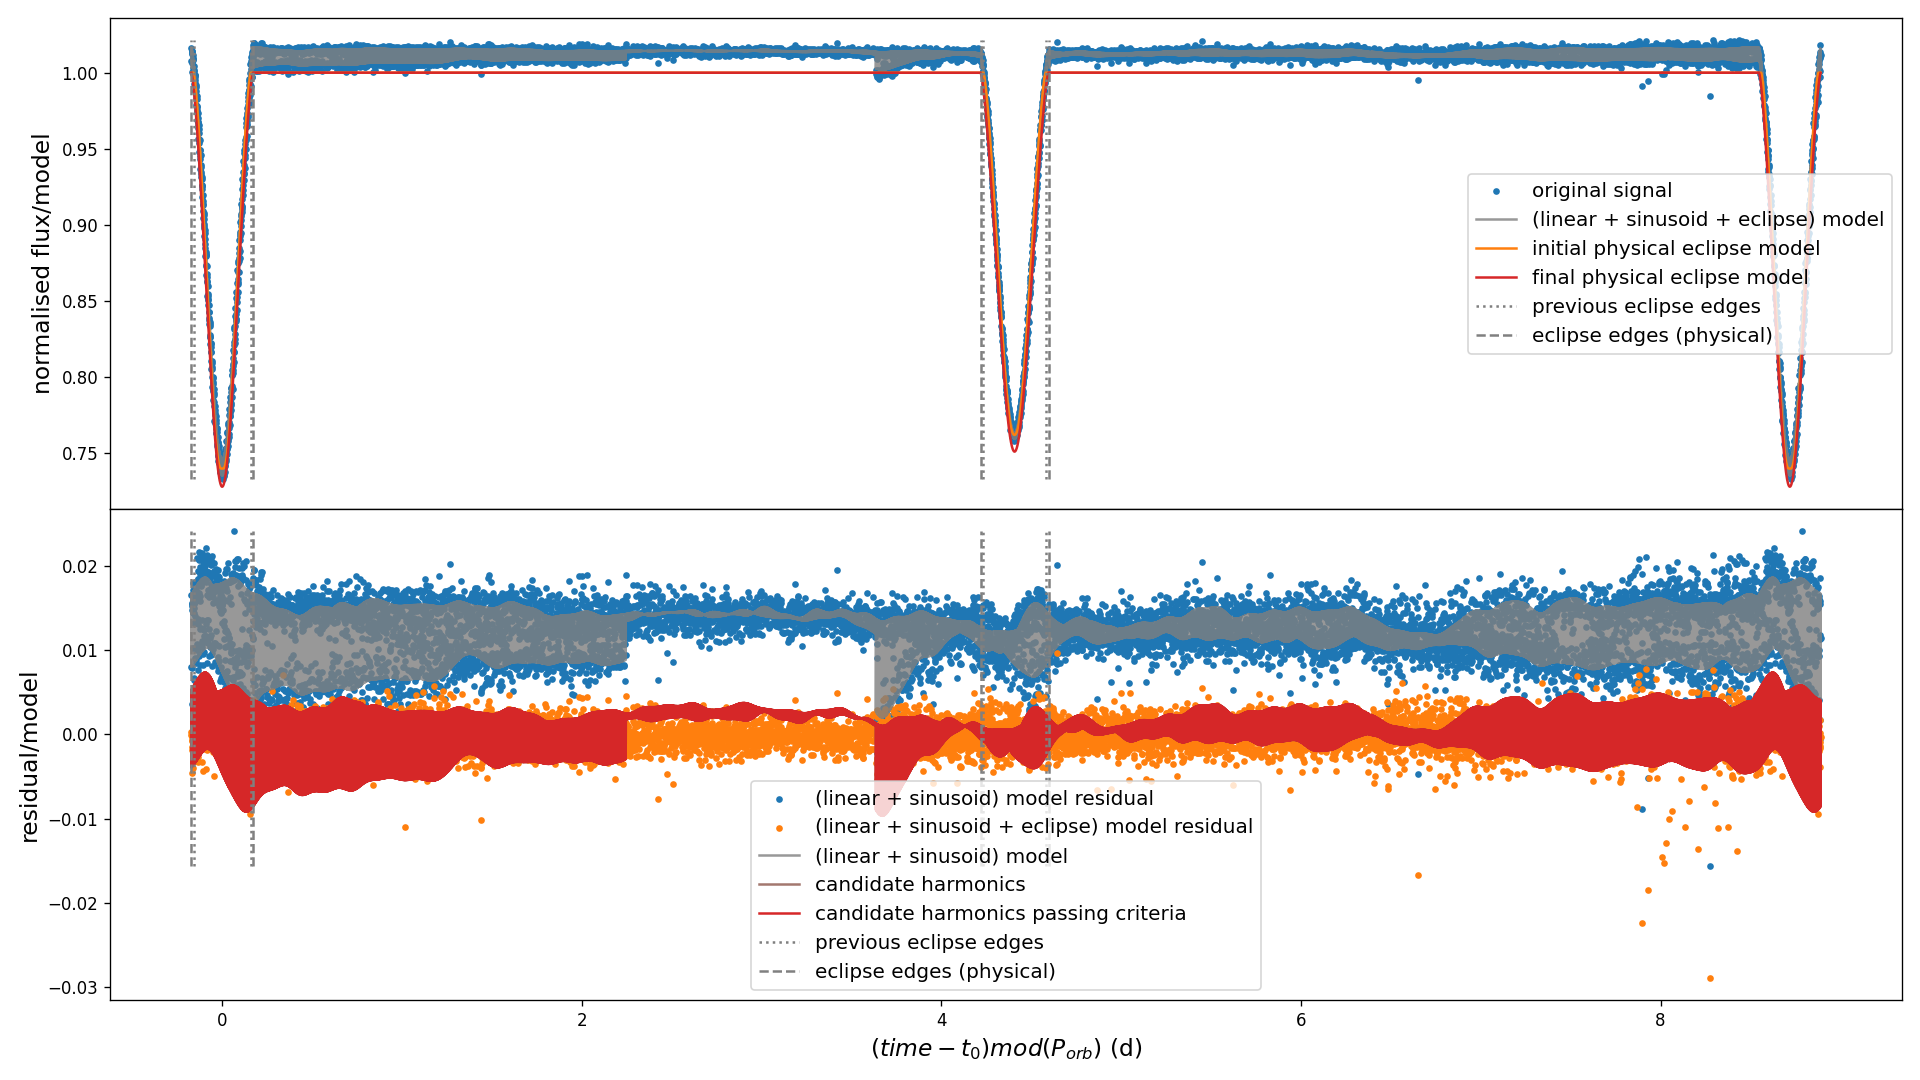 normalised flux/model
1.00
0.95
0.90
0.85
0.80
0.75
original signal
(linear + sinusoid + eclipse) model
initial physical eclipse model
final physical eclipse model
previous eclipse edges
eclipse edges (physical)
residual/model
0.02
0.01
0.00
−0.01
−0.02
−0.03
(linear + sinusoid) model residual
(linear + sinusoid + eclipse) model residual
(linear + sinusoid) model
candidate harmonics
candidate harmonics passing criteria
previous eclipse edges
eclipse edges (physical)
0 2 4 6 8
(time − t₀)mod(P_orb) (d)